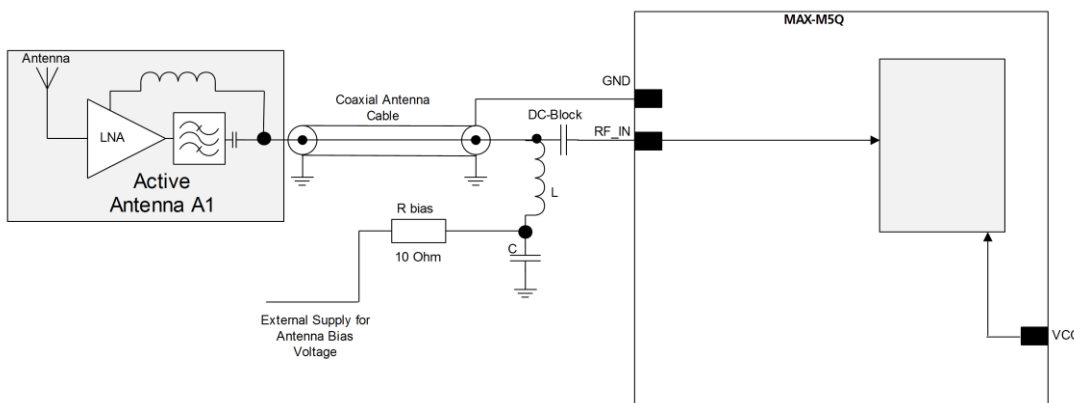 MAX-M5Q
Antenna
LNA
Active
Antenna A1
Coaxial Antenna
Cable
GND
DC-Block
RF_IN
L
R bias
10 Ohm
C
External Supply for
Antenna Bias
Voltage
VCC